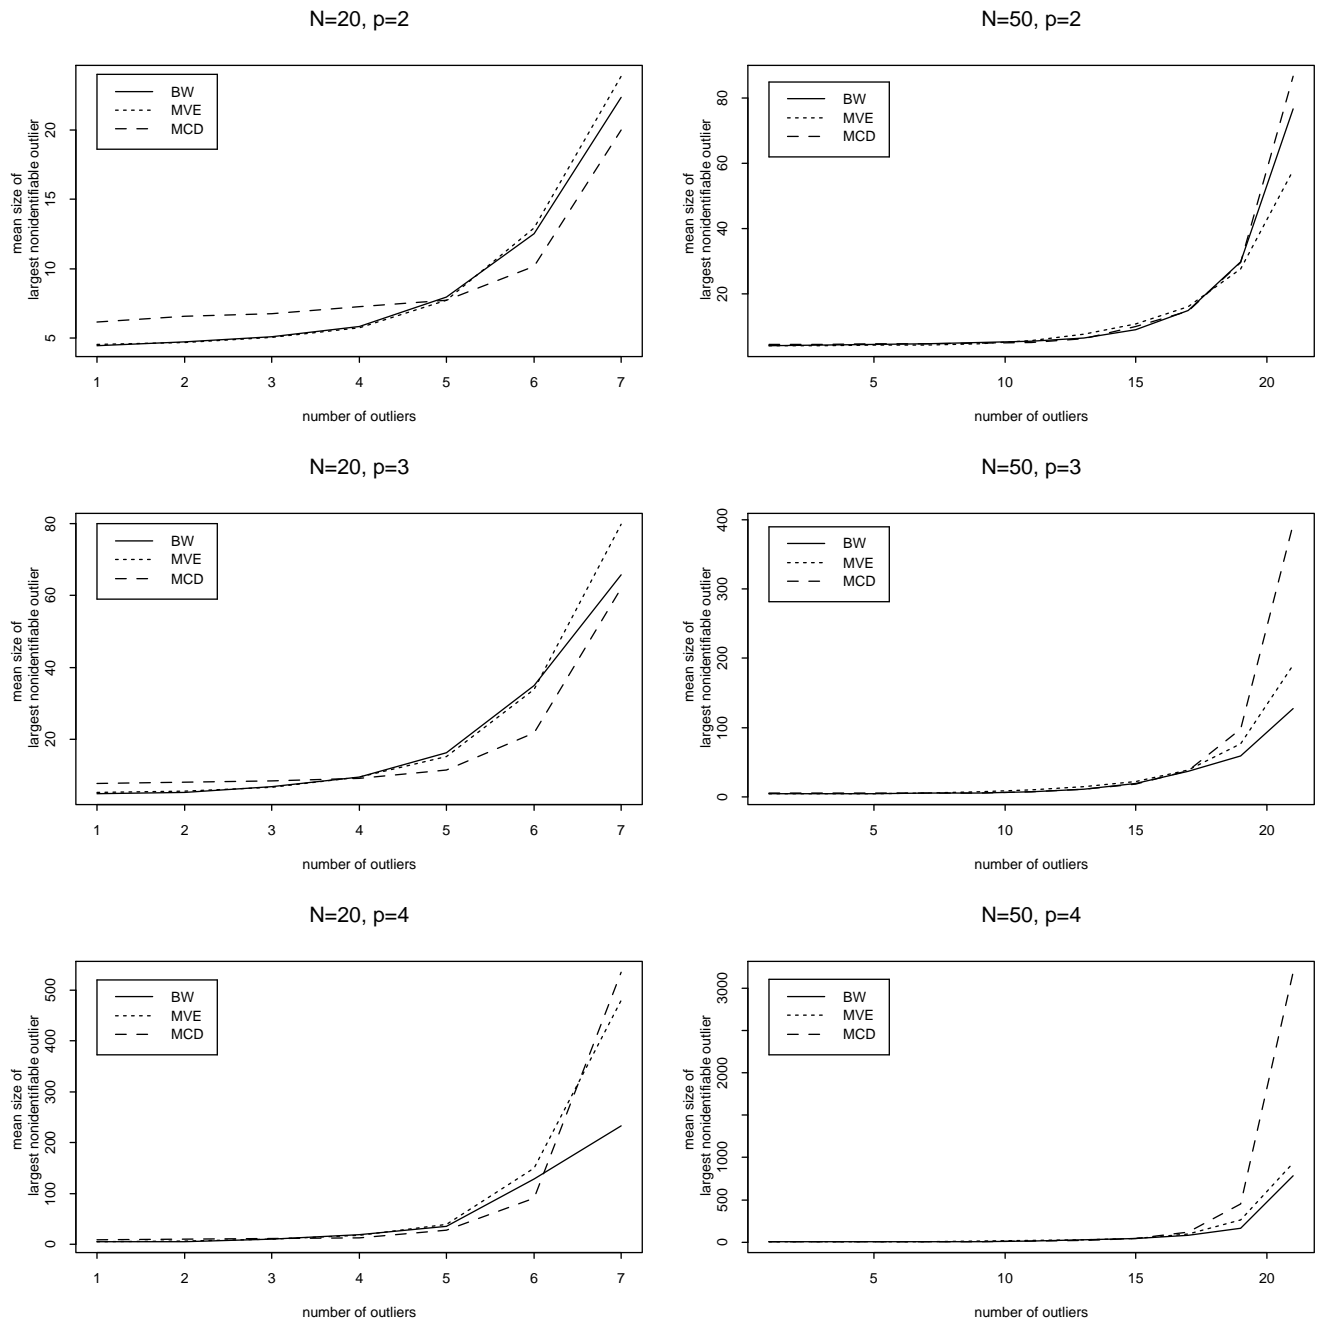 N=20, p=2
mean size of
largest nonidentifiable outlier
5 10 15 20
BW
MVE
MCD
1 2 3 4 5 6 7
number of outliers
N=50, p=2
mean size of
largest nonidentifiable outlier
20 40 60 80
BW
MVE
MCD
5 10 15 20
number of outliers
N=20, p=3
mean size of
largest nonidentifiable outlier
20 40 60 80
BW
MVE
MCD
1 2 3 4 5 6 7
number of outliers
N=50, p=3
mean size of
largest nonidentifiable outlier
0 100 200 300 400
BW
MVE
MCD
5 10 15 20
number of outliers
N=20, p=4
mean size of
largest nonidentifiable outlier
0 100 200 300 400 500
BW
MVE
MCD
1 2 3 4 5 6 7
number of outliers
N=50, p=4
mean size of
largest nonidentifiable outlier
0 500 1000 2000 3000
BW
MVE
MCD
5 10 15 20
number of outliers